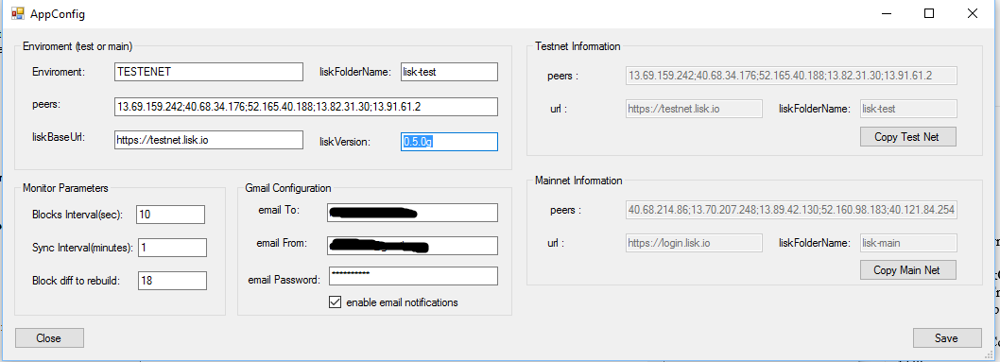 AppConfig
Enviroment (test or main)
Enviroment: TESTENET liskFolderName: lisk-test
peers: 13.69.159.242;40.68.34.176;52.165.40.188;13.82.31.30;13.91.61.2
liskBaseUrl: https://testnet.lisk.io liskVersion: 0.5.0g
Monitor Parameters
Blocks Interval(sec): 10
Sync Interval(minutes): 1
Block diff to rebuild: 18
Gmail Configuration
email To:
email From:
email Password: **********
enable email notifications
Testnet Information
peers : 13.69.159.242;40.68.34.176;52.165.40.188;13.82.31.30;13.91.61.2
url : https://testnet.lisk.io liskFolderName: lisk-test
Copy Test Net
Mainnet Information
peers : 40.68.214.86;13.70.207.248;13.89.42.130;52.160.98.183;40.121.84.254
url : https://login.lisk.io liskFolderName: lisk-main
Copy Main Net
Close Save